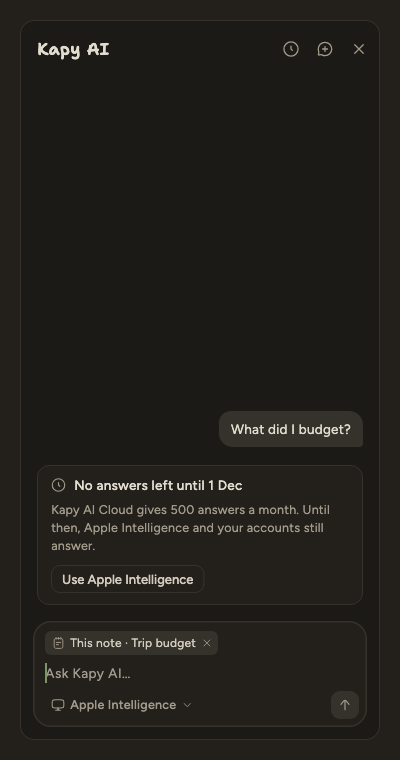 Kapy AI
What did I budget?
No answers left until 1 Dec
Kapy AI Cloud gives 500 answers a month. Until
then, Apple Intelligence and your accounts still
answer.
Use Apple Intelligence
This note · Trip budget
Ask Kapy AI…
Apple Intelligence